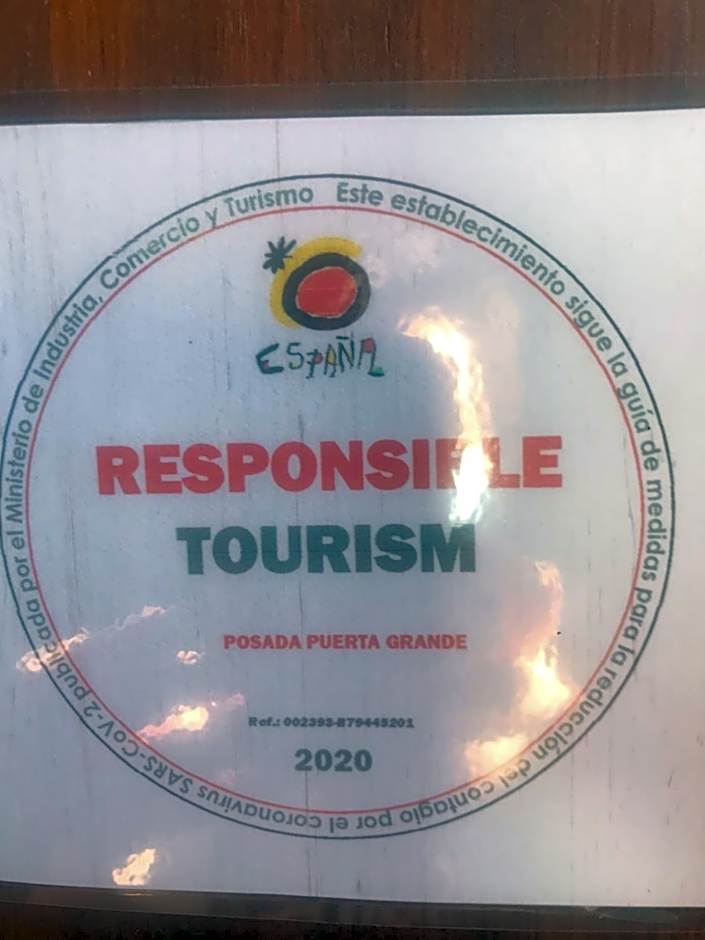 Este establecimiento sigue la guía de medidas para la reducción del contagio por el coronavirus SARS-CoV-2 publicada por el Ministerio de Industria, Comercio y Turismo
ESPAÑA
RESPONSIBLE
TOURISM
POSADA PUERTA GRANDE
Ref.: 002393-R79445201
2020